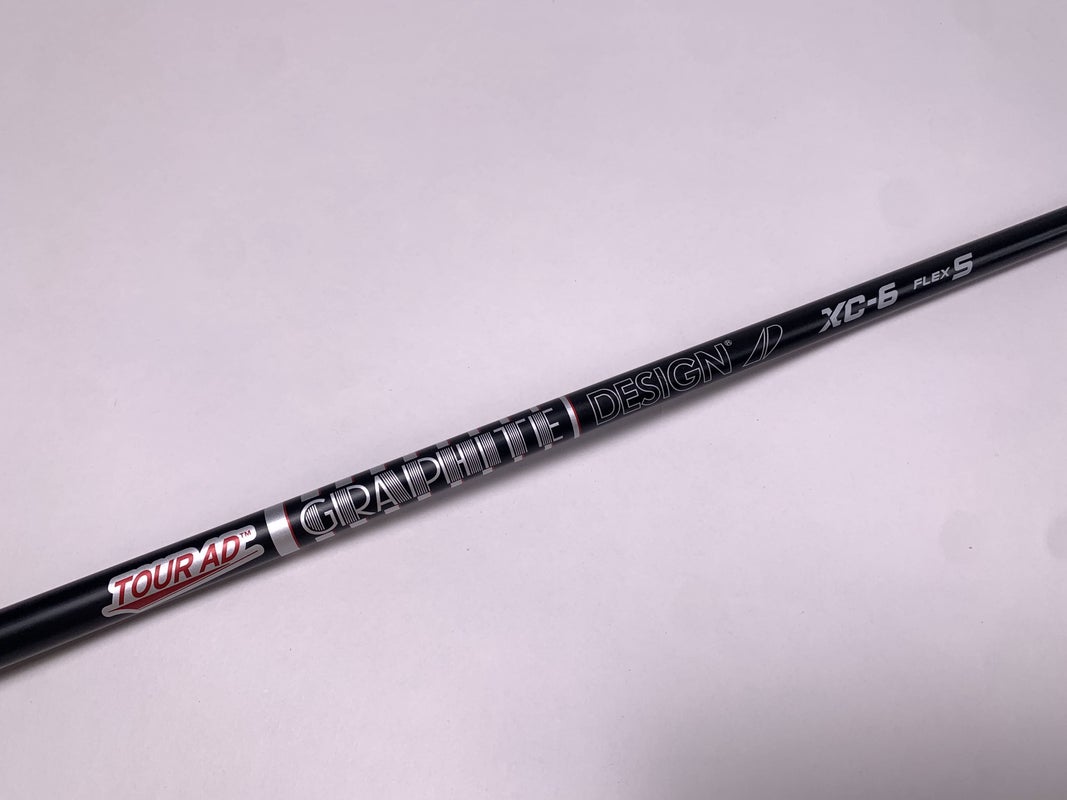 TOUR AD™ GRAPHITE DESIGN® XC-6 FLEX S